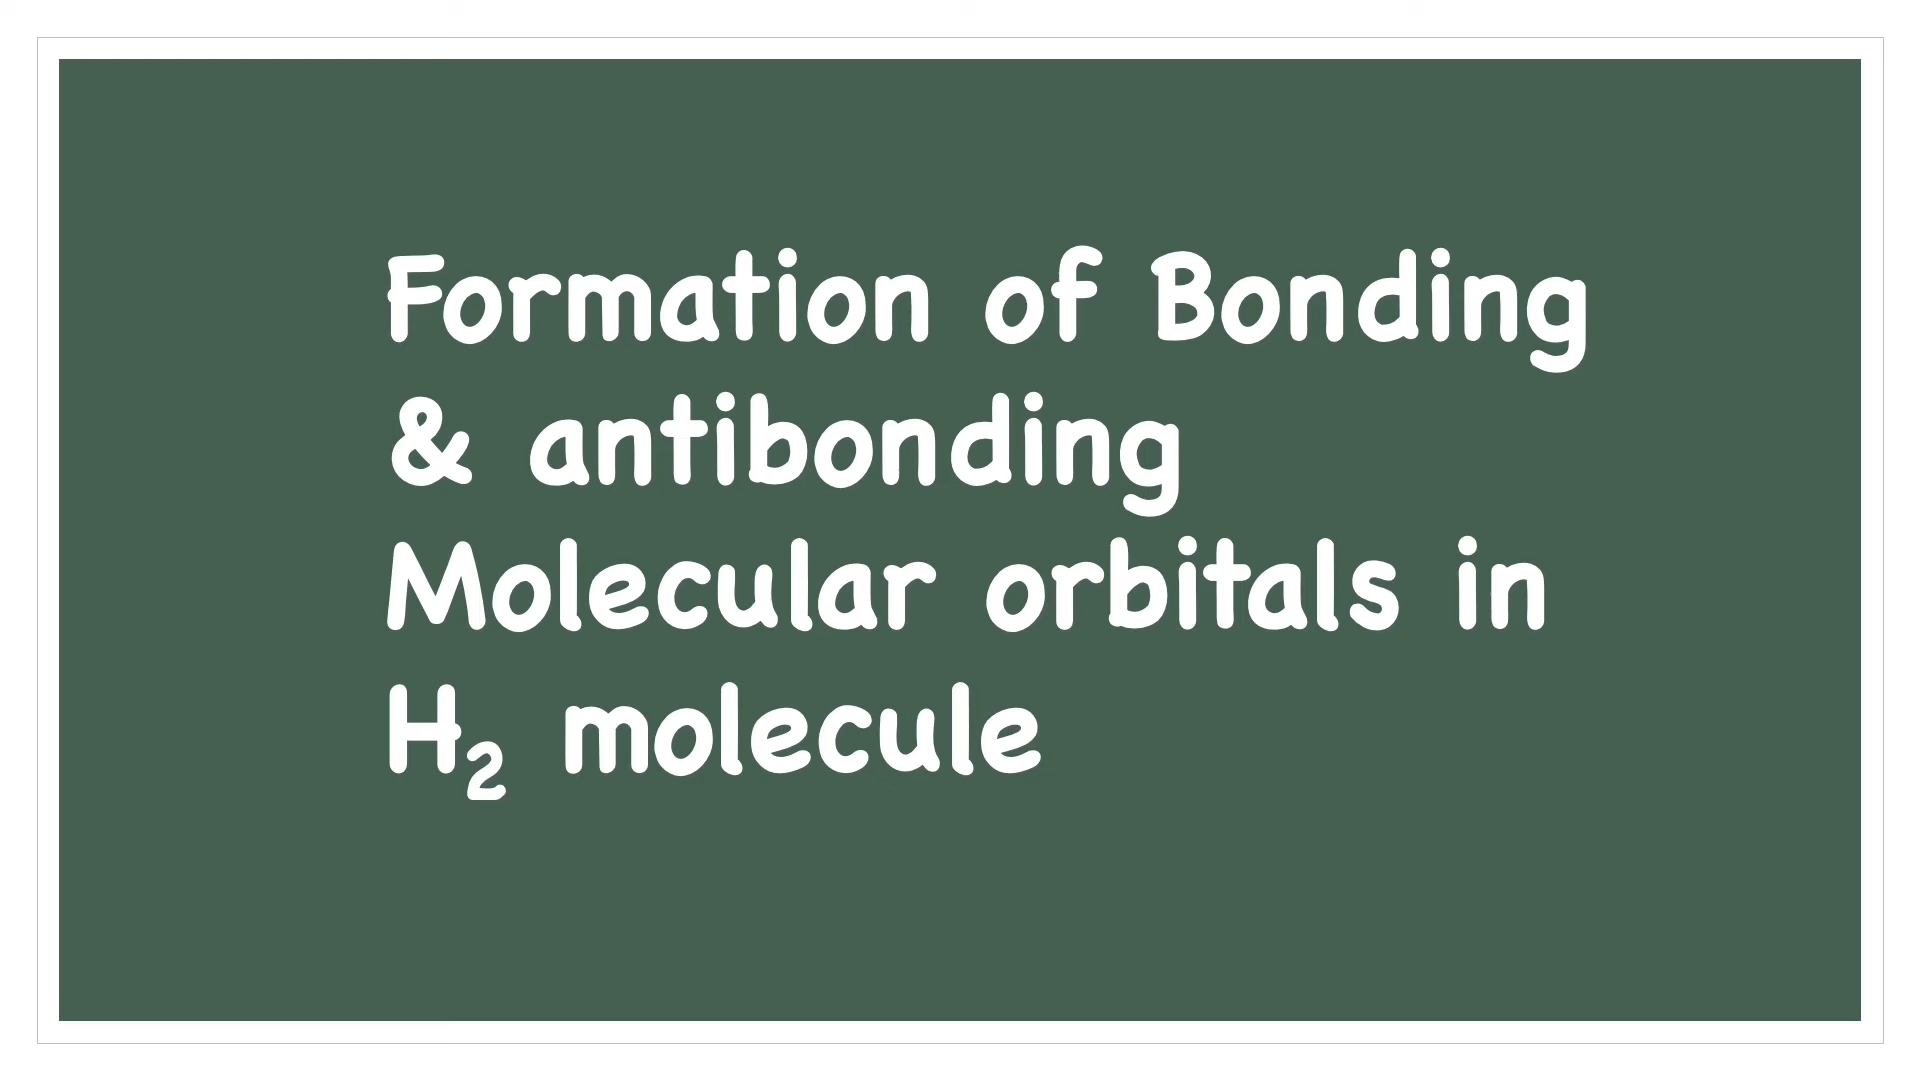 Formation of Bonding
& antibonding
Molecular orbitals in
H₂ molecule